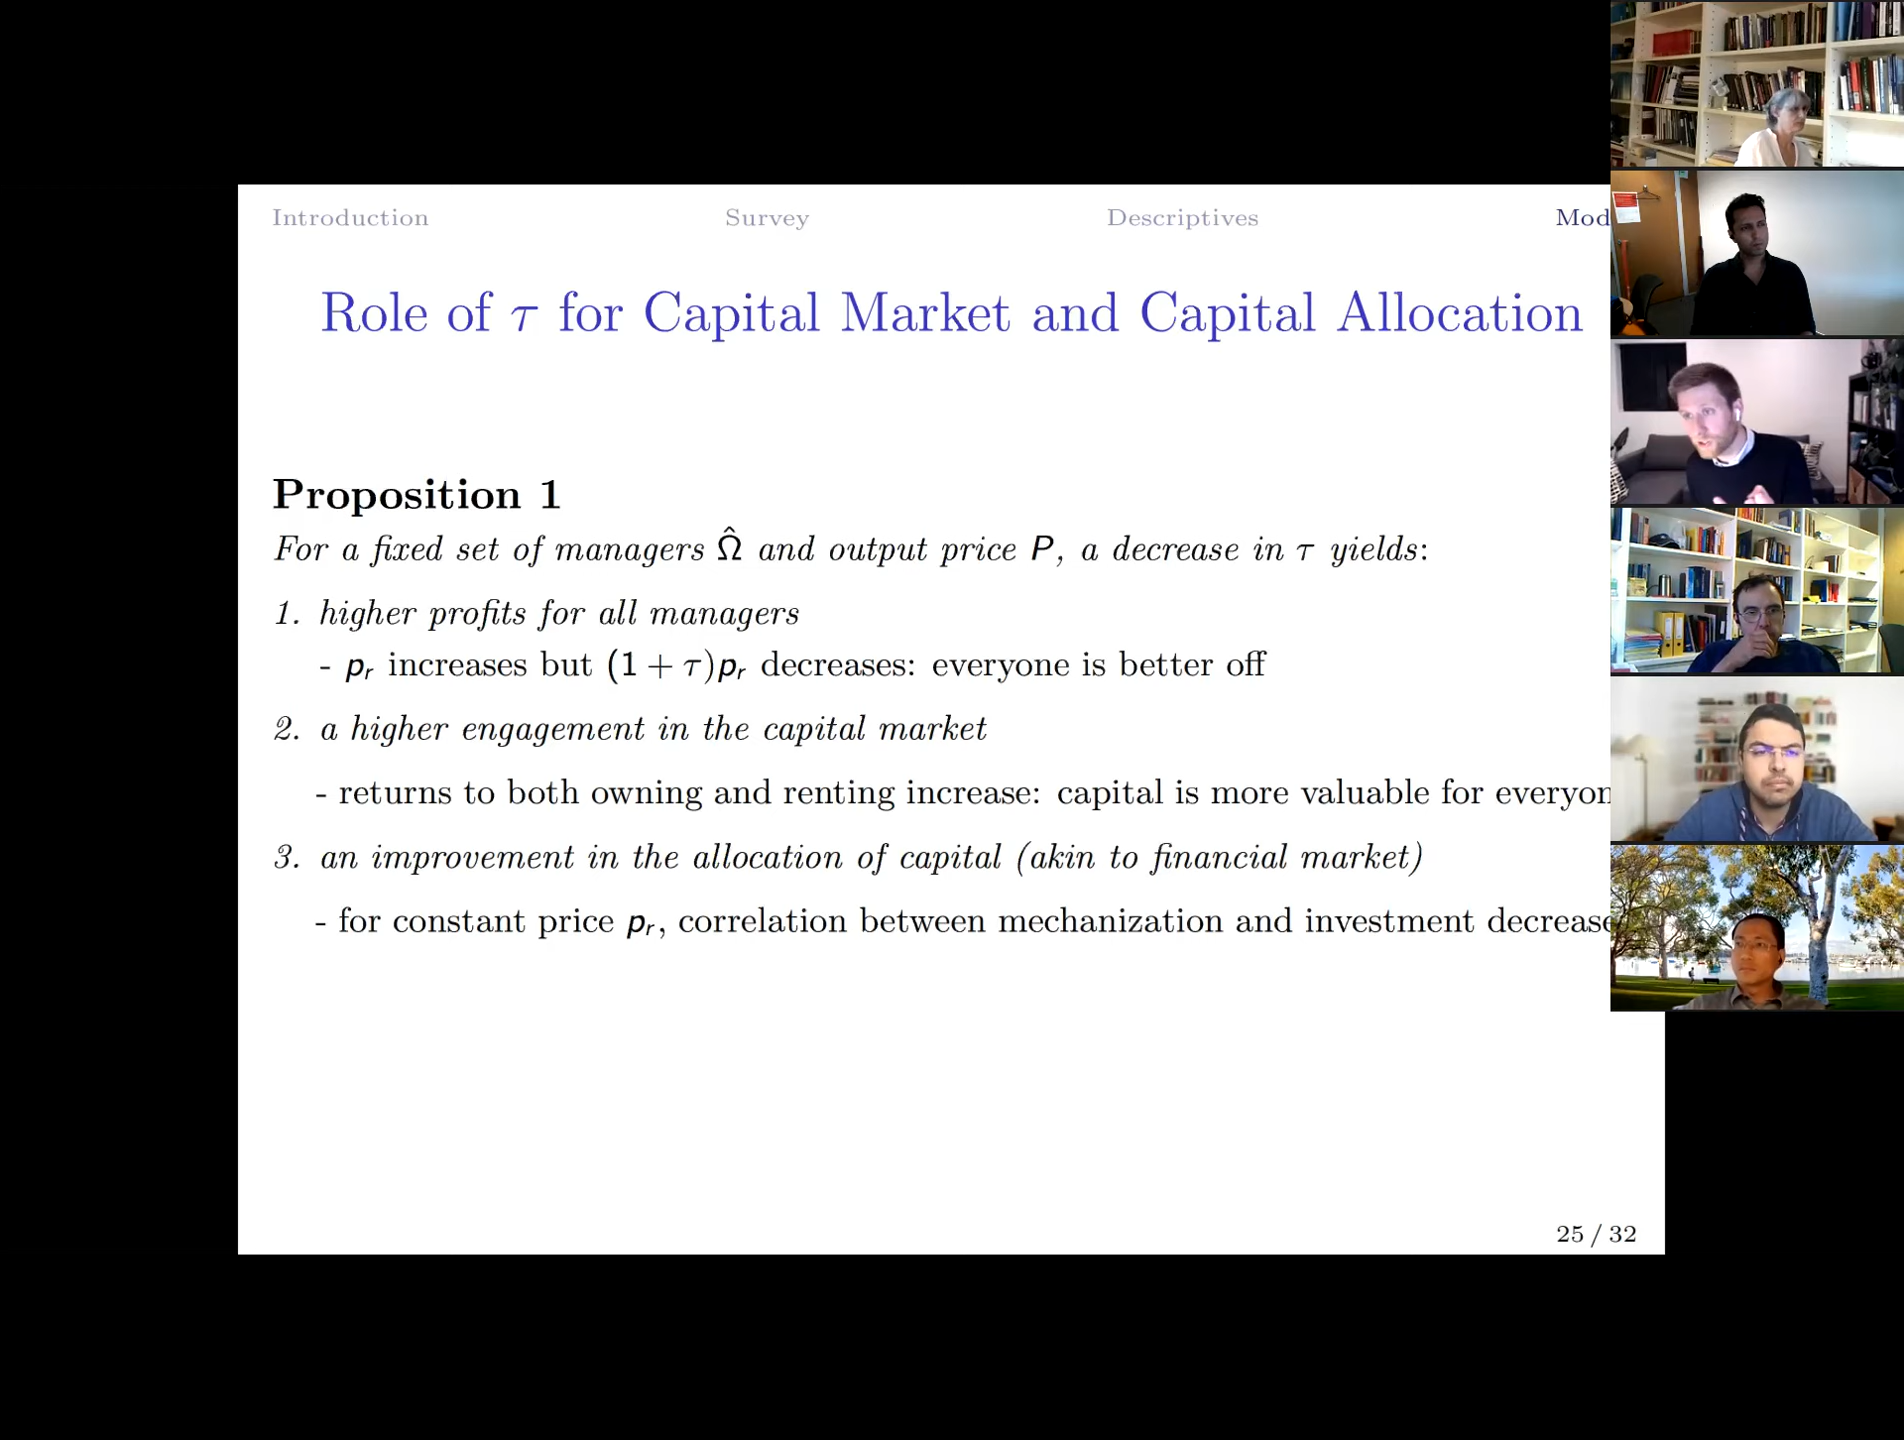 Introduction Survey Descriptives Mod
Role of τ for Capital Market and Capital Allocation
Proposition 1
For a fixed set of managers Ω̂ and output price P, a decrease in τ yields:
1. higher profits for all managers
- pᵣ increases but (1 + τ)pᵣ decreases: everyone is better off
2. a higher engagement in the capital market
- returns to both owning and renting increase: capital is more valuable for everyon
3. an improvement in the allocation of capital (akin to financial market)
- for constant price pᵣ, correlation between mechanization and investment decrease
25 / 32